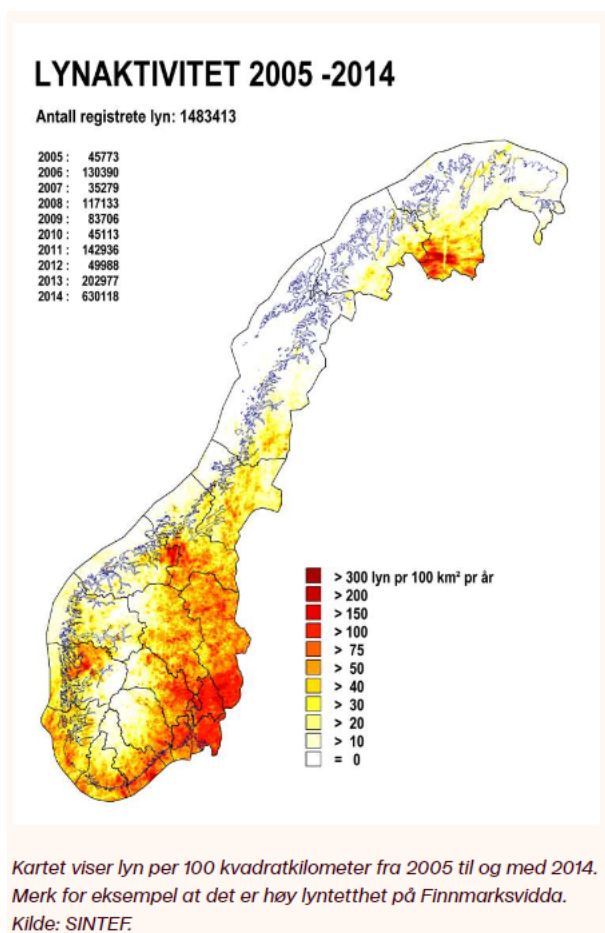 LYNAKTIVITET 2005 -2014
Antall registrete lyn: 1483413
2005 : 45773
2006 : 130390
2007 : 35279
2008 : 117133
2009 : 83706
2010 : 45113
2011 : 142936
2012 : 49988
2013 : 202977
2014 : 630118
> 300 lyn pr 100 km² pr år
> 200
> 150
> 100
> 75
> 50
> 40
> 30
> 20
> 10
= 0
Kartet viser lyn per 100 kvadratkilometer fra 2005 til og med 2014.
Merk for eksempel at det er høy lyntetthet på Finnmarksvidda.
Kilde: SINTEF.